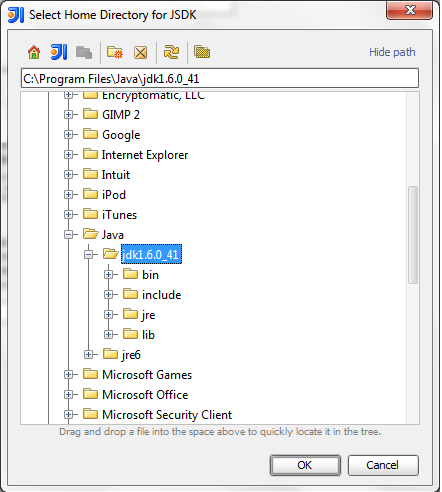 Select Home Directory for JSDK
Hide path
C:\Program Files\Java\jdk1.6.0_41
Encryptomatic, LLC
GIMP 2
Google
Internet Explorer
Intuit
iPod
iTunes
Java
jdk1.6.0_41
bin
include
jre
lib
jre6
Microsoft Games
Microsoft Office
Microsoft Security Client
Drag and drop a file into the space above to quickly locate it in the tree.
OK Cancel